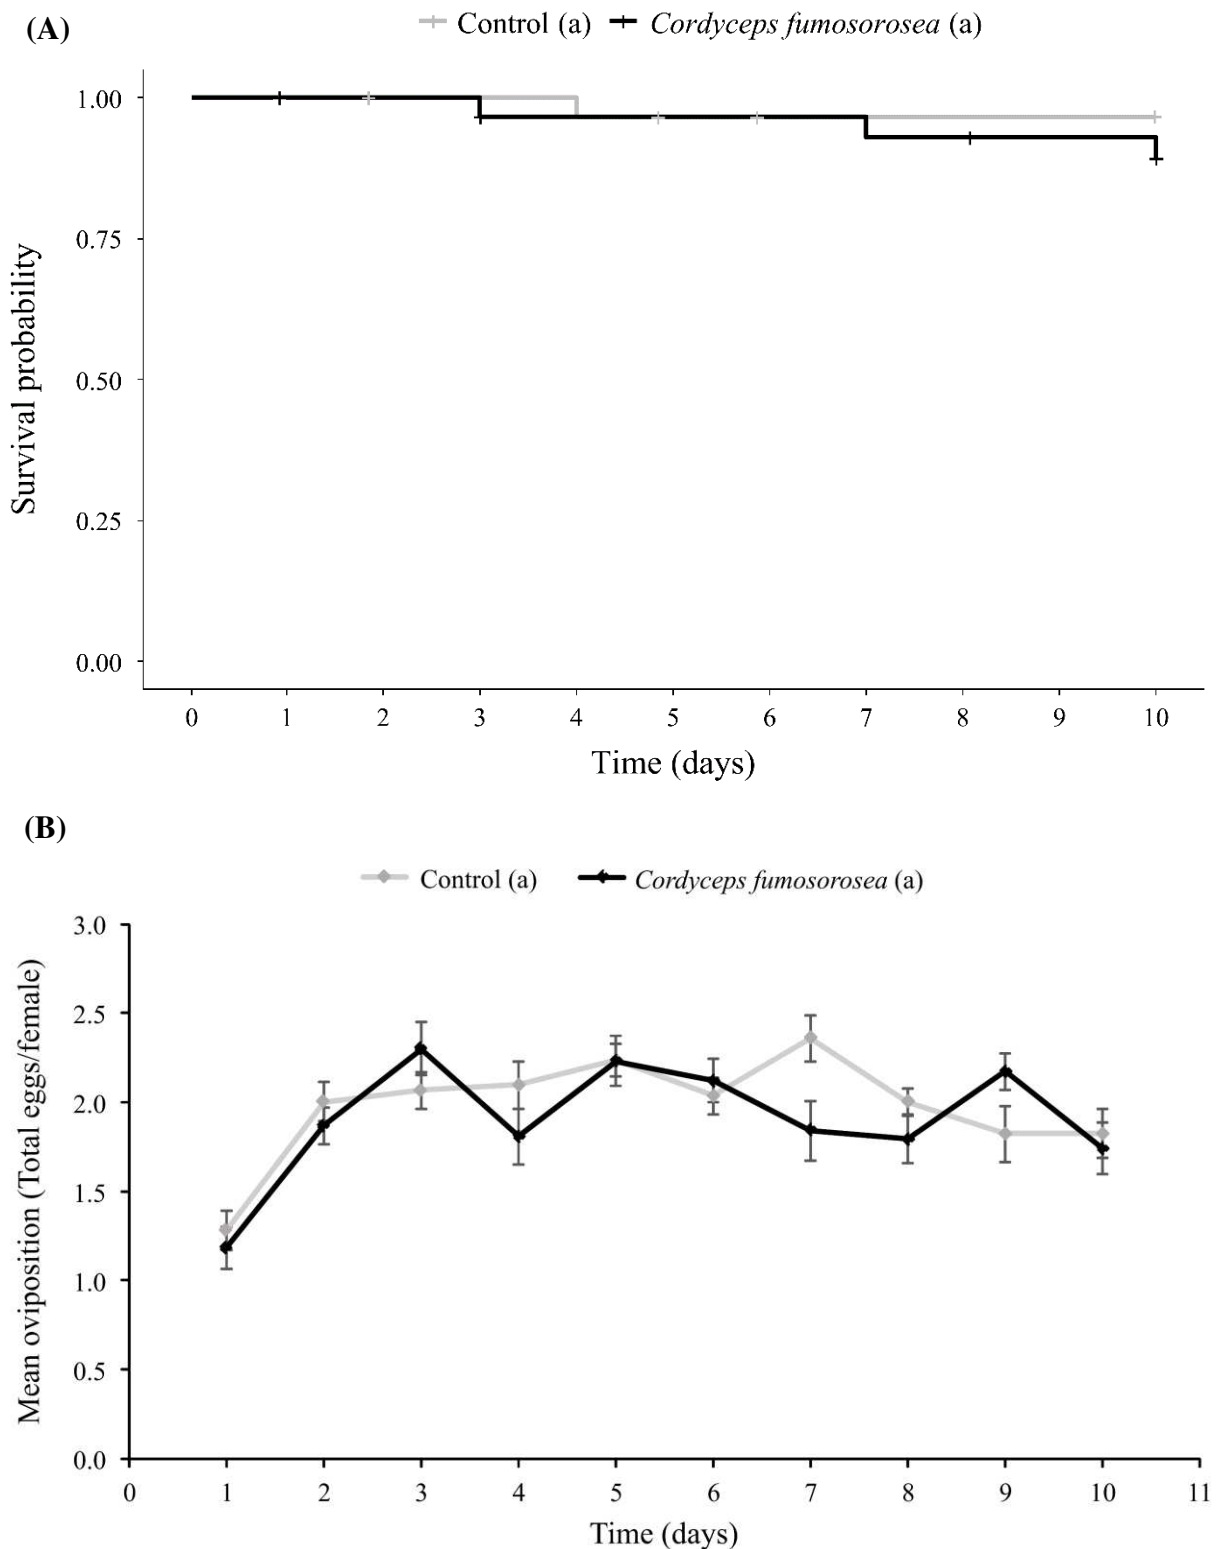 (A)
Control (a) Cordyceps fumosorosea (a)
1.00
0.75
0.50
0.25
0.00
Survival probability
0 1 2 3 4 5 6 7 8 9 10
Time (days)
(B)
Control (a) Cordyceps fumosorosea (a)
3.0
2.5
2.0
1.5
1.0
0.5
0.0
Mean oviposition (Total eggs/female)
0 1 2 3 4 5 6 7 8 9 10 11
Time (days)